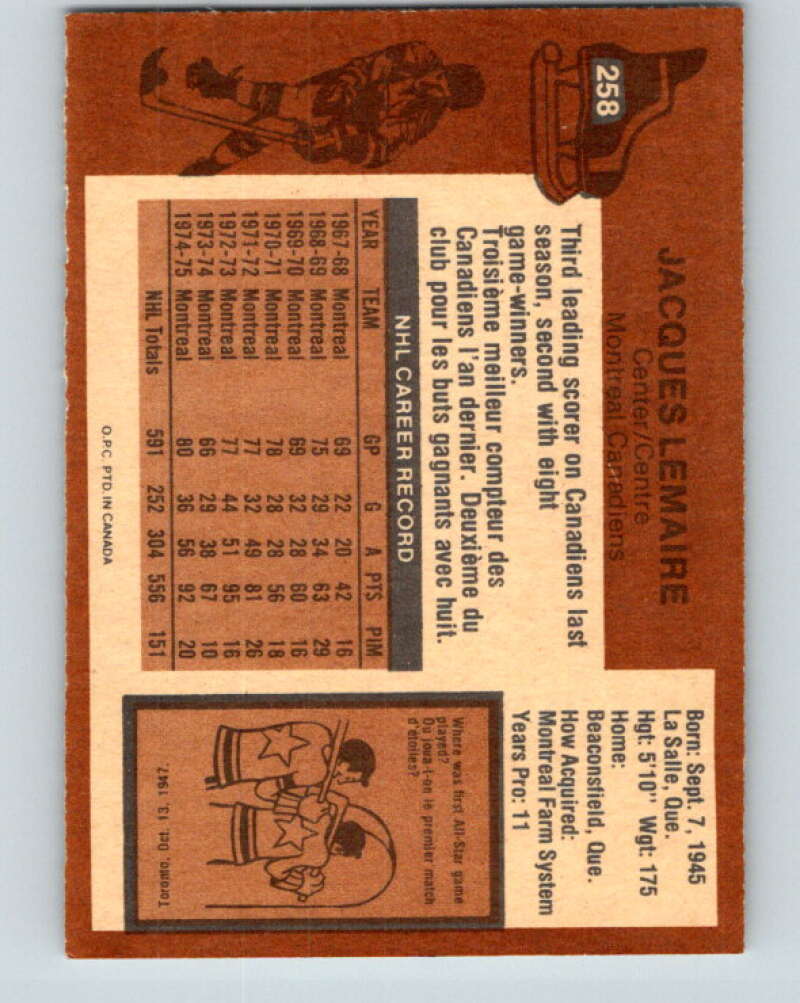 258
JACQUES LEMAIRE
Center/Centre
Montreal Canadiens
Third leading scorer on Canadiens last
season, second with eight
game-winners.
Troisième meilleur compteur des
Canadiens l'an dernier. Deuxième du
club pour les buts gagnants avec huit.
NHL CAREER RECORD
YEAR TEAM GP G A PTS PIM
1967-68 Montreal 69 22 20 42 16
1968-69 Montreal 75 29 34 63 29
1969-70 Montreal 69 32 28 60 16
1970-71 Montreal 78 28 28 56 18
1971-72 Montreal 77 32 49 81 26
1972-73 Montreal 77 44 51 95 16
1973-74 Montreal 66 29 38 67 10
1974-75 Montreal 80 36 56 92 20
NHL Totals 591 252 304 556 151
O.P.C. PTD. IN CANADA
Born: Sept. 7, 1945
La Salle, Que.
Hgt: 5'10" Wgt: 175
Home:
Beaconsfield, Que.
How Acquired:
Montreal Farm System
Years Pro: 11
Where was first All-Star game
played?
Où joua-t-on le premier match
d'étoiles?
Toronto, Oct. 13, 1947.